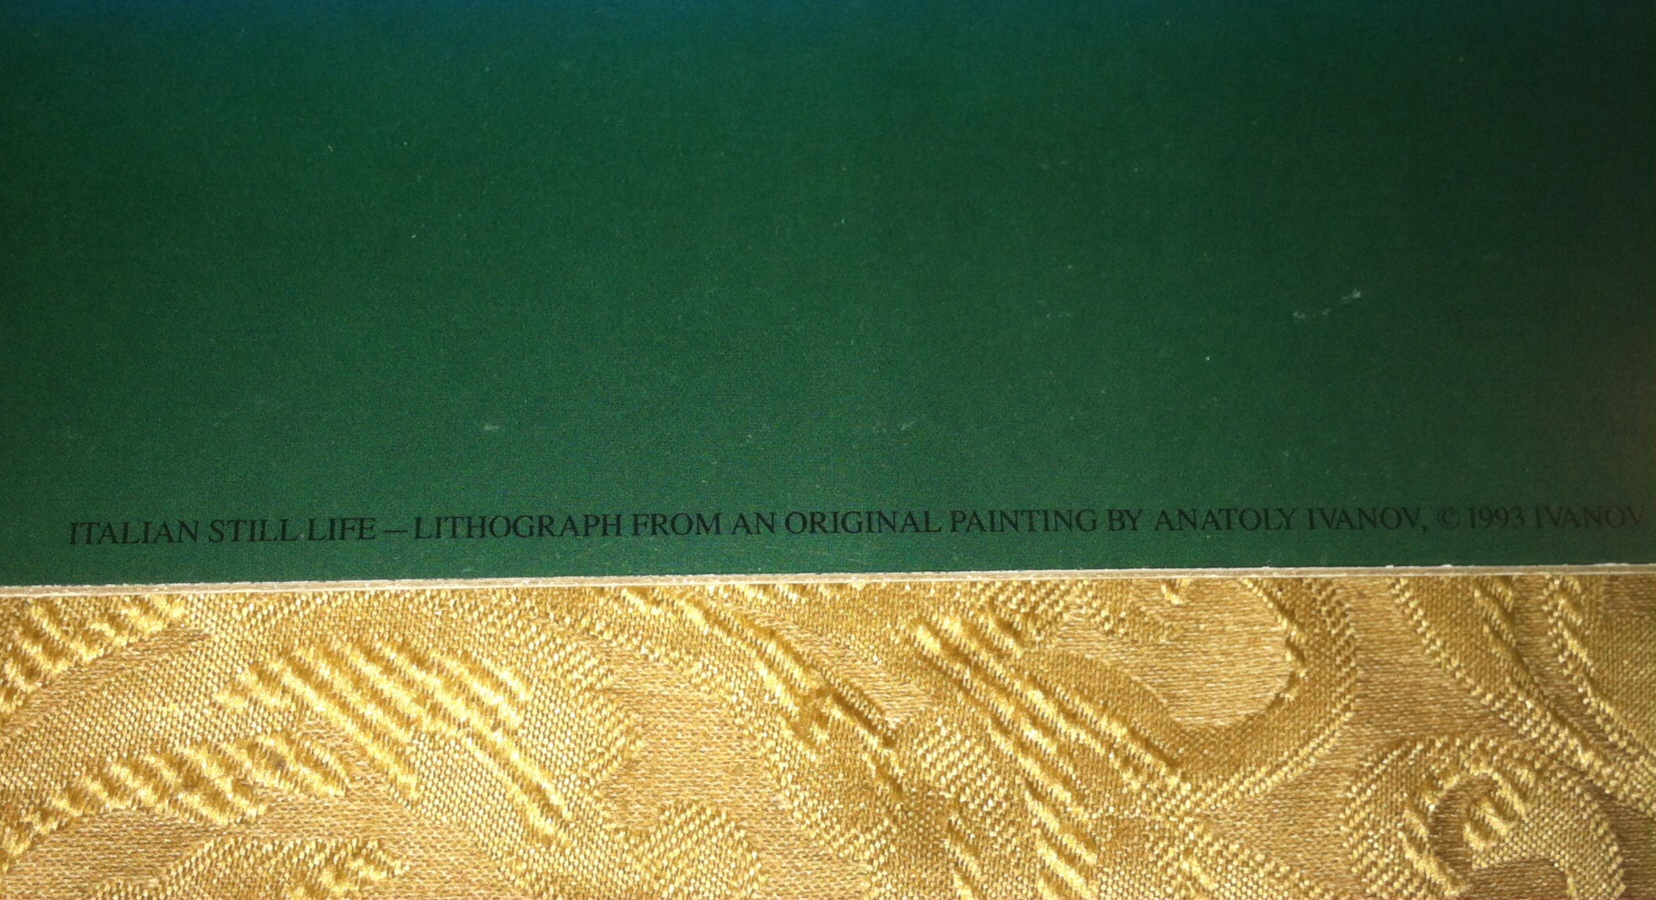 ITALIAN STILL LIFE — LITHOGRAPH FROM AN ORIGINAL PAINTING BY ANATOLY IVANOV, © 1993 IVANOV